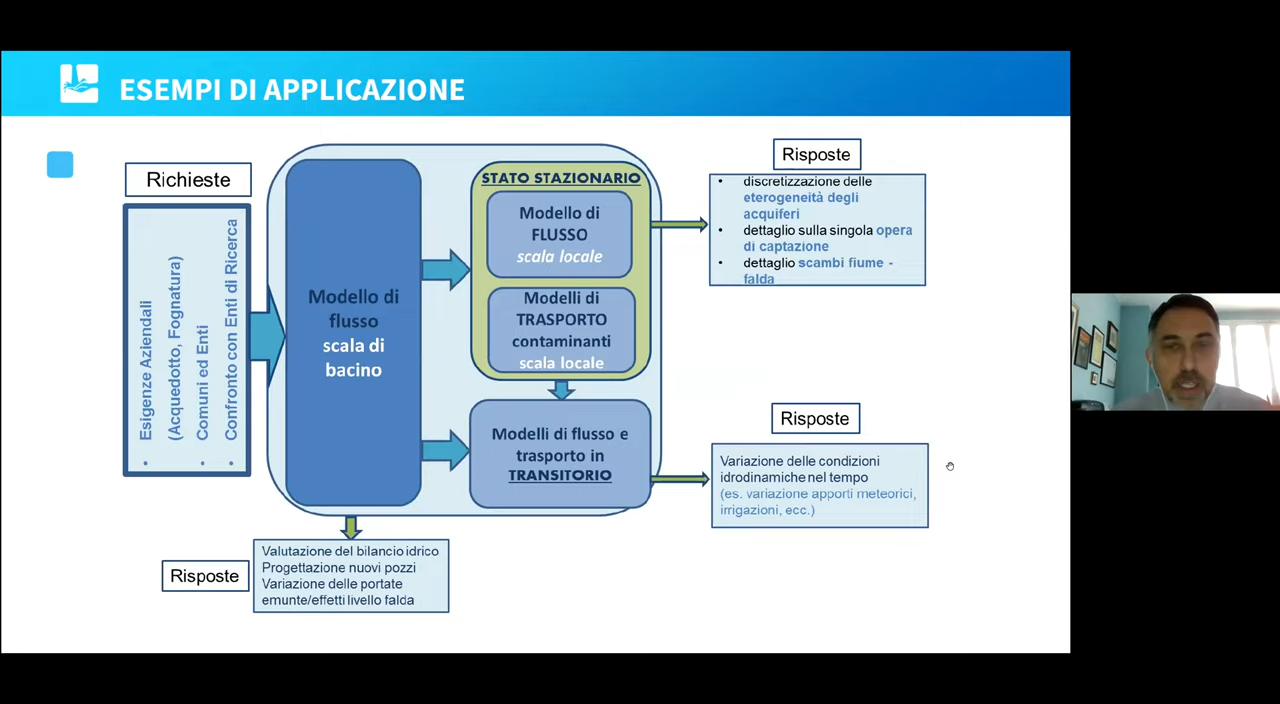 ESEMPI DI APPLICAZIONE
Richieste
• Esigenze Aziendali
(Acquedotto, Fognatura)
• Comuni ed Enti
• Confronto con Enti di Ricerca
Modello di
flusso
scala di
bacino
STATO STAZIONARIO
Modello di
FLUSSO
scala locale
Modelli di
TRASPORTO
contaminanti
scala locale
Modelli di flusso e
trasporto in
TRANSITORIO
Risposte
• discretizzazione delle
eterogeneità degli
acquiferi
• dettaglio sulla singola opera
di captazione
• dettaglio scambi fiume -
falda
Risposte
Variazione delle condizioni
idrodinamiche nel tempo
(es. variazione apporti meteorici,
irrigazioni, ecc.)
Risposte
Valutazione del bilancio idrico
Progettazione nuovi pozzi
Variazione delle portate
emunte/effetti livello falda